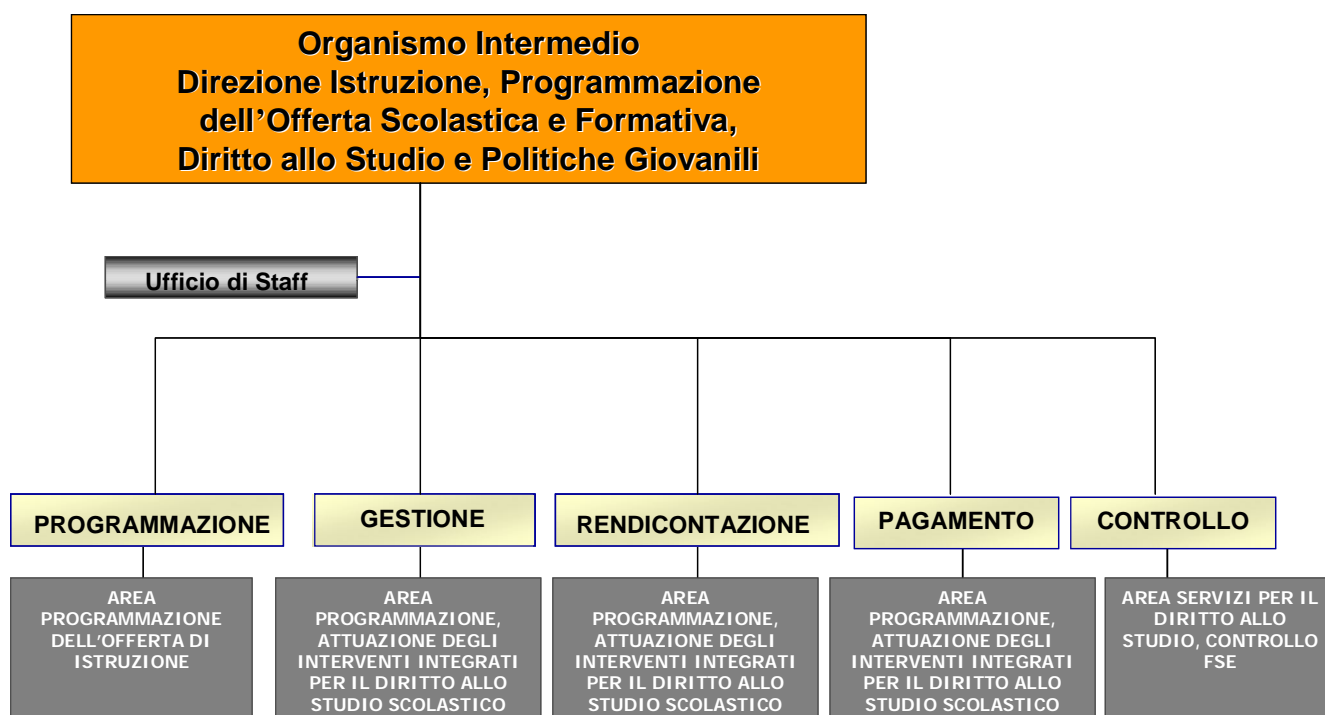 Organismo Intermedio
Direzione Istruzione, Programmazione
dell’Offerta Scolastica e Formativa,
Diritto allo Studio e Politiche Giovanili
Ufficio di Staff
PROGRAMMAZIONE
GESTIONE
RENDICONTAZIONE
PAGAMENTO
CONTROLLO
AREA
PROGRAMMAZIONE
DELL’OFFERTA DI
ISTRUZIONE
AREA
PROGRAMMAZIONE,
ATTUAZIONE DEGLI
INTERVENTI INTEGRATI
PER IL DIRITTO ALLO
STUDIO SCOLASTICO
AREA
PROGRAMMAZIONE,
ATTUAZIONE DEGLI
INTERVENTI INTEGRATI
PER IL DIRITTO ALLO
STUDIO SCOLASTICO
AREA
PROGRAMMAZIONE,
ATTUAZIONE DEGLI
INTERVENTI INTEGRATI
PER IL DIRITTO ALLO
STUDIO SCOLASTICO
AREA SERVIZI PER IL
DIRITTO ALLO
STUDIO, CONTROLLO
FSE